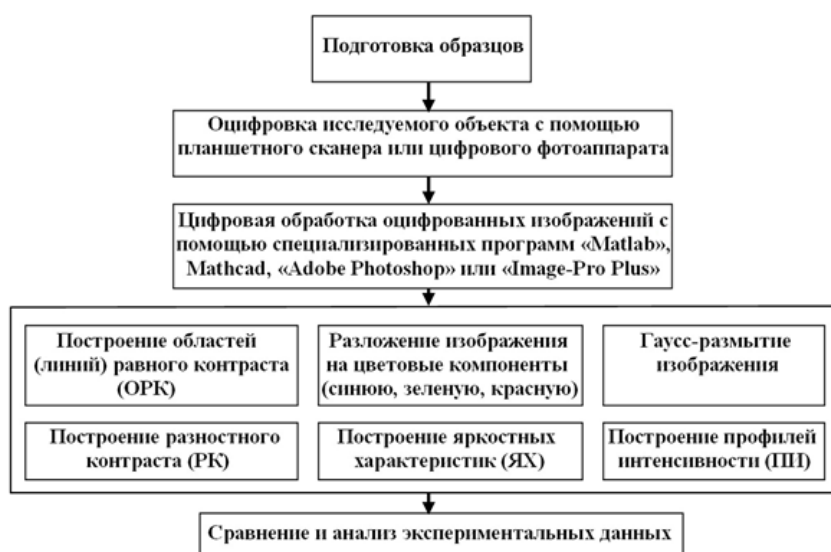 Подготовка образцов
Оцифровка исследуемого объекта с помощью
планшетного сканера или цифрового фотоаппарата
Цифровая обработка оцифрованных изображений с
помощью специализированных программ «Matlab»,
Mathcad, «Adobe Photoshop» или «Image-Pro Plus»
Построение областей
(линий) равного контраста
(ОРК)
Разложение изображения
на цветовые компоненты
(синюю, зеленую, красную)
Гаусс-размытие
изображения
Построение разностного
контраста (РК)
Построение яркостных
характеристик (ЯХ)
Построение профилей
интенсивности (ПИ)
Сравнение и анализ экспериментальных данных